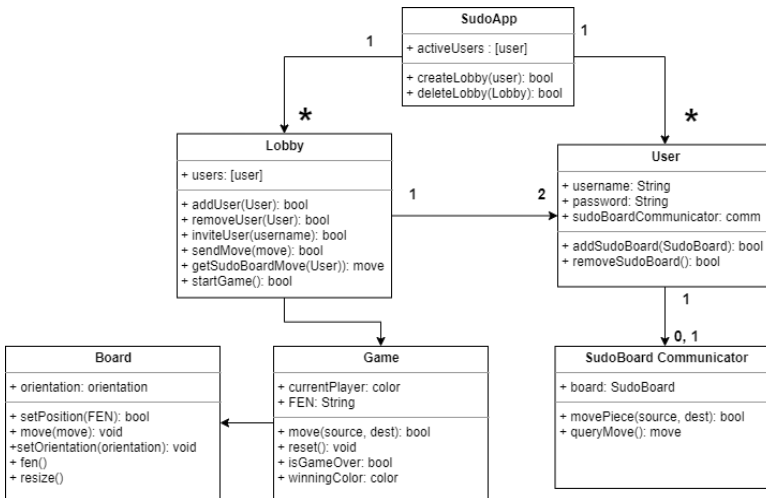 SudoApp
+ activeUsers : [user]
+ createLobby(user): bool
+ deleteLobby(Lobby): bool
1
1
*
*
Lobby
+ users: [user]
+ addUser(User): bool
+ removeUser(User): bool
+ inviteUser(username): bool
+ sendMove(move): bool
+ getSudoBoardMove(User)): move
+ startGame(): bool
1
2
User
+ username: String
+ password: String
+ sudoBoardCommunicator: comm
+ addSudoBoard(SudoBoard): bool
+ removeSudoBoard(): bool
1
0, 1
Board
+ orientation: orientation
+ setPosition(FEN): bool
+ move(move): void
+setOrientation(orientation): void
+ fen()
+ resize()
Game
+ currentPlayer: color
+ FEN: String
+ move(source, dest): bool
+ reset(): void
+ isGameOver: bool
+ winningColor: color
SudoBoard Communicator
+ board: SudoBoard
+ movePiece(source, dest): bool
+ queryMove(): move